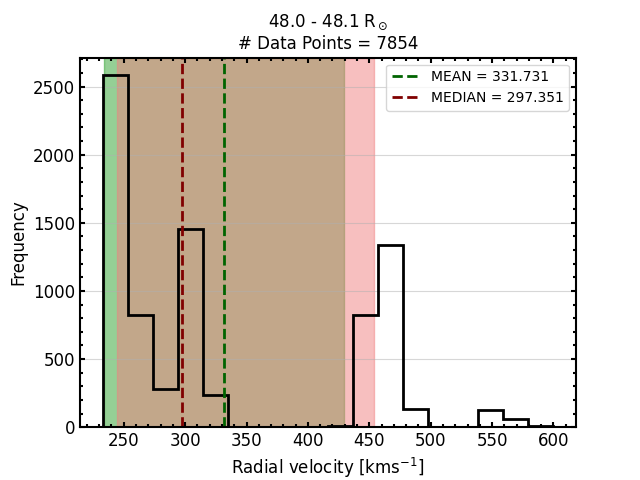 48.0 - 48.1 R⊙
# Data Points = 7854
MEAN = 331.731
MEDIAN = 297.351
Frequency
2500
2000
1500
1000
500
0
250 300 350 400 450 500 550 600
Radial velocity [kms⁻¹]